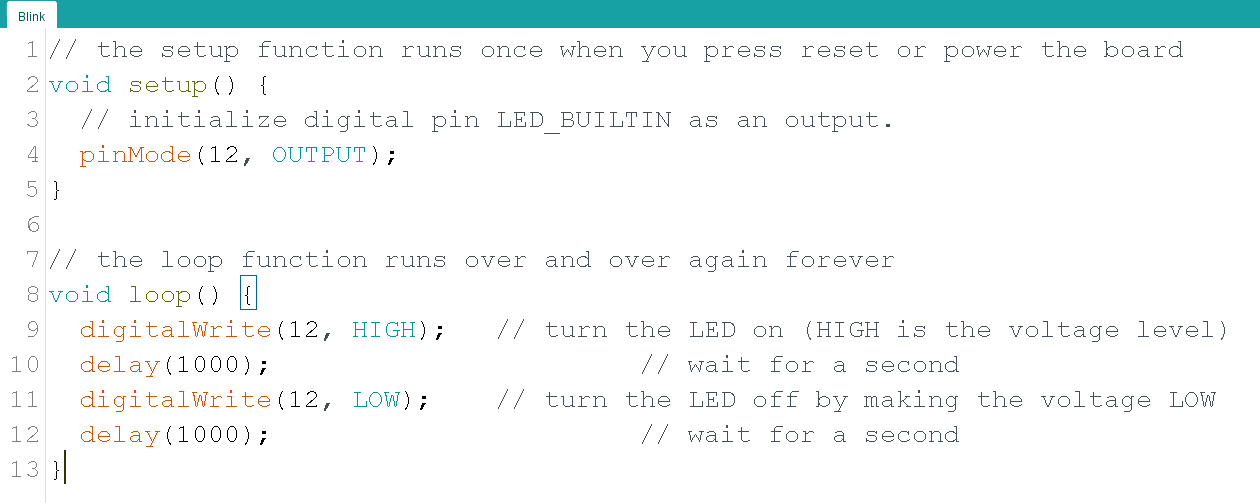 Blink
1 // the setup function runs once when you press reset or power the board
2 void setup() {
3   // initialize digital pin LED_BUILTIN as an output.
4   pinMode(12, OUTPUT);
5 }
6
7 // the loop function runs over and over again forever
8 void loop() {
9   digitalWrite(12, HIGH);   // turn the LED on (HIGH is the voltage level)
10   delay(1000);                       // wait for a second
11   digitalWrite(12, LOW);    // turn the LED off by making the voltage LOW
12   delay(1000);                       // wait for a second
13 }